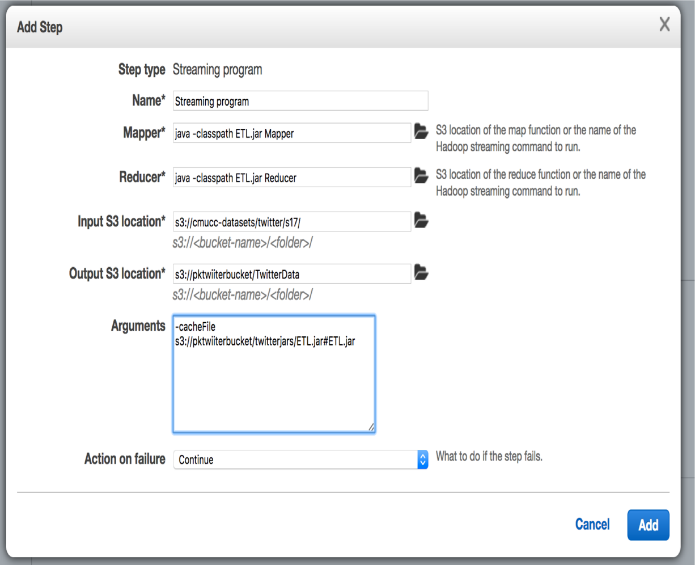 Add Step
X
Step type Streaming program
Name* Streaming program
Mapper* java -classpath ETL.jar Mapper
S3 location of the map function or the name of the
Hadoop streaming command to run.
Reducer* java -classpath ETL.jar Reducer
S3 location of the reduce function or the name of the
Hadoop streaming command to run.
Input S3 location* s3://cmucc-datasets/twitter/s17/
s3://<bucket-name>/<folder>/
Output S3 location* s3://pktwiiterbucket/TwitterData
s3://<bucket-name>/<folder>/
Arguments -cacheFile
s3://pktwiiterbucket/twitterjars/ETL.jar#ETL.jar
Action on failure Continue What to do if the step fails.
Cancel Add